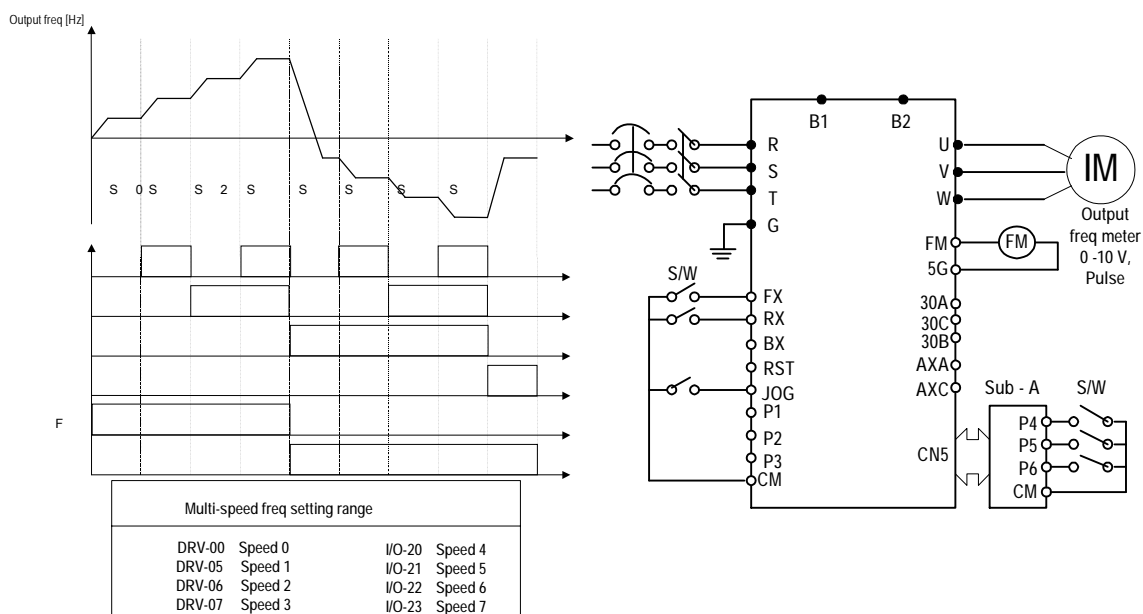 Output freq [Hz]
S 0 S S 2 S S S S S
F
Multi-speed freq setting range
DRV-00 Speed 0 I/O-20 Speed 4
DRV-05 Speed 1 I/O-21 Speed 5
DRV-06 Speed 2 I/O-22 Speed 6
DRV-07 Speed 3 I/O-23 Speed 7
B1 B2
R
S
T
G
U
V
W
IM
Output
freq meter
0 -10 V,
Pulse
FM
FM
5G
S/W
FX
RX
BX
RST
JOG
P1
P2
P3
CM
30A
30C
30B
AXA
AXC
CN5
Sub - A S/W
P4
P5
P6
CM